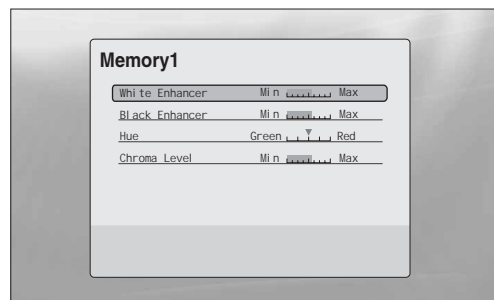 Memory1
White Enhancer Min Max
Black Enhancer Min Max
Hue Green Red
Chroma Level Min Max